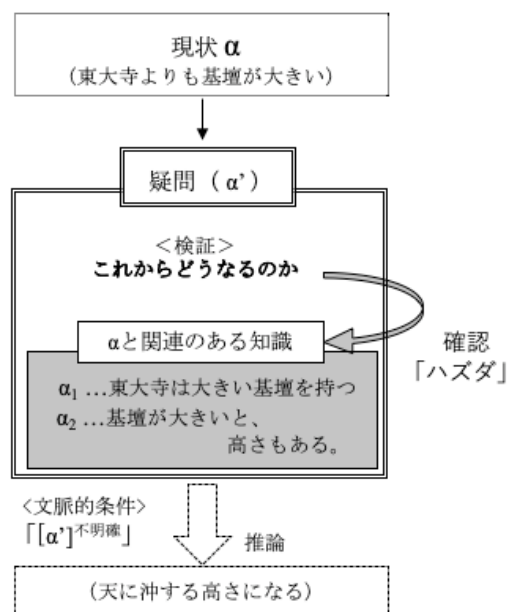 現状 α
(東大寺よりも基壇が大きい)
疑問（α’）
＜検証＞
これからどうなるのか
αと関連のある知識
確認
「ハズダ」
α₁ …東大寺は大きい基壇を持つ
α₂ …基壇が大きいと、
高さもある。
＜文脈的条件＞
「[α’]不明確」
推論
(天に沖する高さになる)